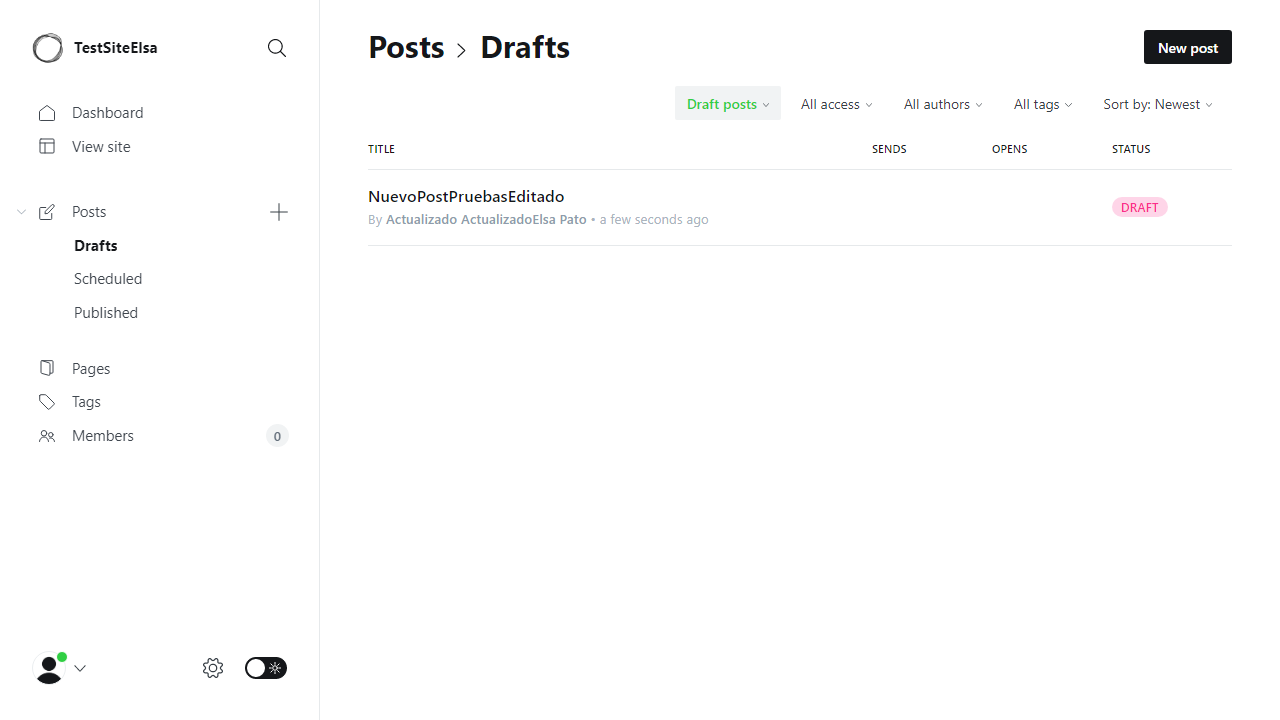 TestSiteElsa
Dashboard
View site
Posts
Drafts
Scheduled
Published
Pages
Tags
Members 0
Posts > Drafts
New post
Draft posts All access All authors All tags Sort by: Newest
TITLE SENDS OPENS STATUS
NuevoPostPruebasEditado
By Actualizado ActualizadoElsa Pato • a few seconds ago
DRAFT